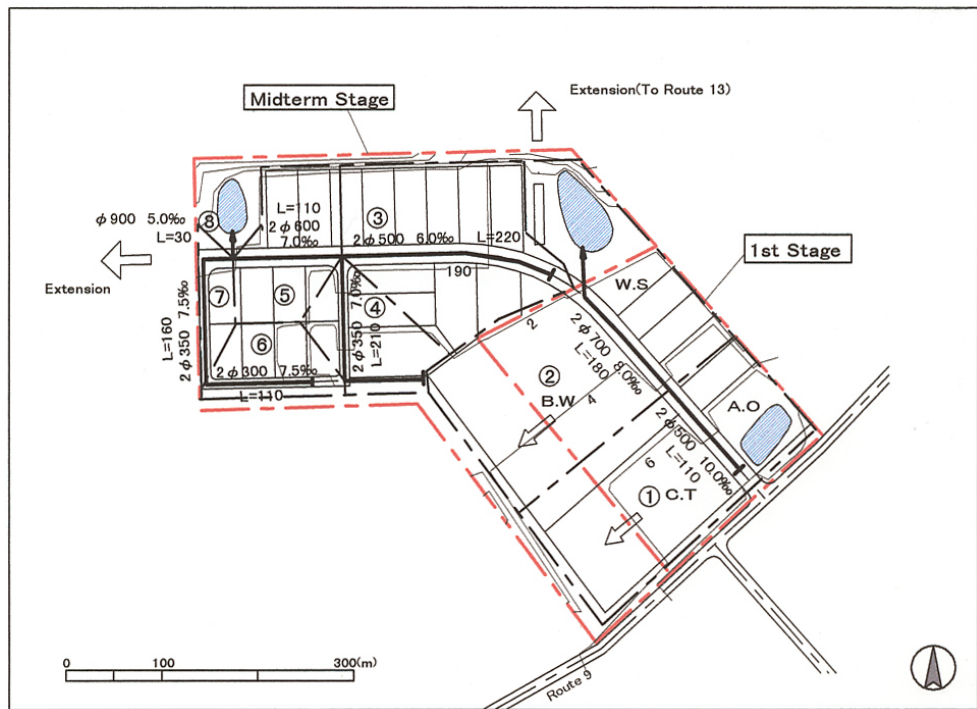 Extension(To Route 13)
Midterm Stage
φ900 5.0‰
L=30
⑧
L=110
2φ600
7.0‰
③
2φ500 6.0‰
L=220
190
1st Stage
Extension
W.S
⑦
⑤
④
⑥
L=160
2φ350 7.5‰
2φ350 7.0‰
L=210
2φ300 7.5‰
L=110
2
2φ700 8.0‰
L=180
②
B.W
4
A.O
2φ500 10.0‰
L=110
6
① C.T
0 100 300(m)
Route 9